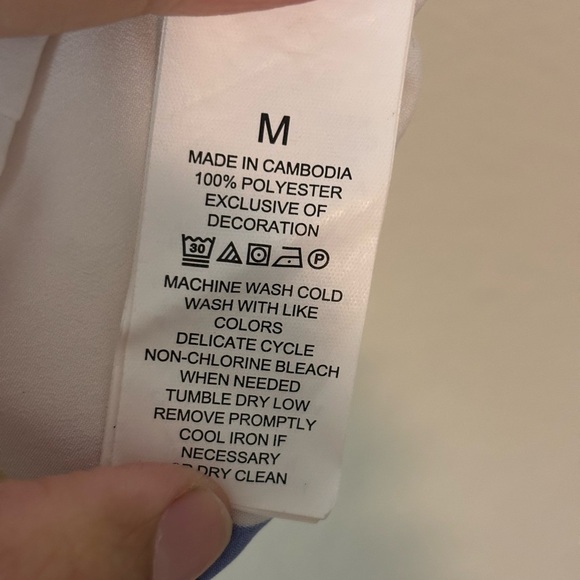 M
MADE IN CAMBODIA
100% POLYESTER
EXCLUSIVE OF
DECORATION
30 P
MACHINE WASH COLD
WASH WITH LIKE
COLORS
DELICATE CYCLE
NON-CHLORINE BLEACH
WHEN NEEDED
TUMBLE DRY LOW
REMOVE PROMPTLY
COOL IRON IF
NECESSARY
DRY CLEAN